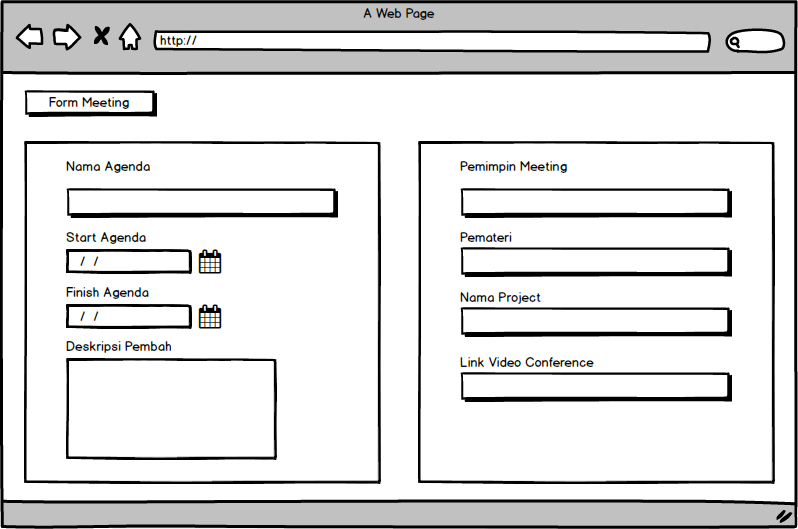 A Web Page
http://
Form Meeting
Nama Agenda
Start Agenda
/ /
Finish Agenda
/ /
Deskripsi Pembah
Pemimpin Meeting
Pemateri
Nama Project
Link Video Conference